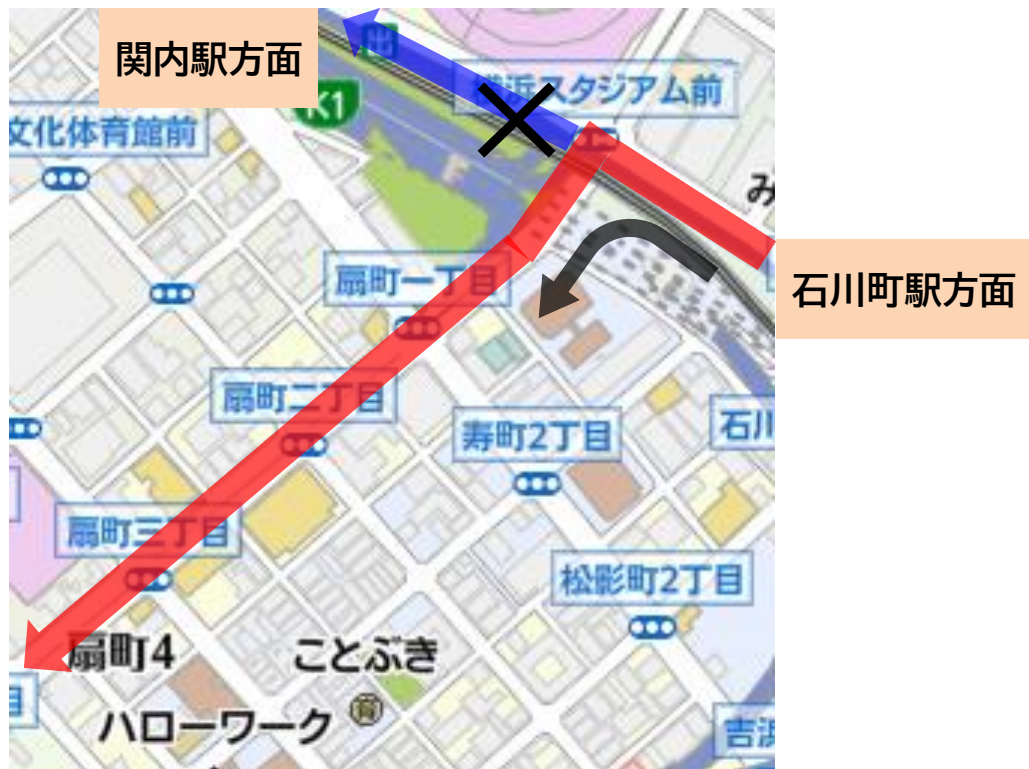 関内駅方面
K1
横浜スタジアム前
文化体育館前
み
石川町駅方面
扇町一丁目
扇町二丁目
寿町2丁目
石川
扇町三丁目
松影町2丁目
扇町4
ことぶき
目
ハローワーク
吉浜